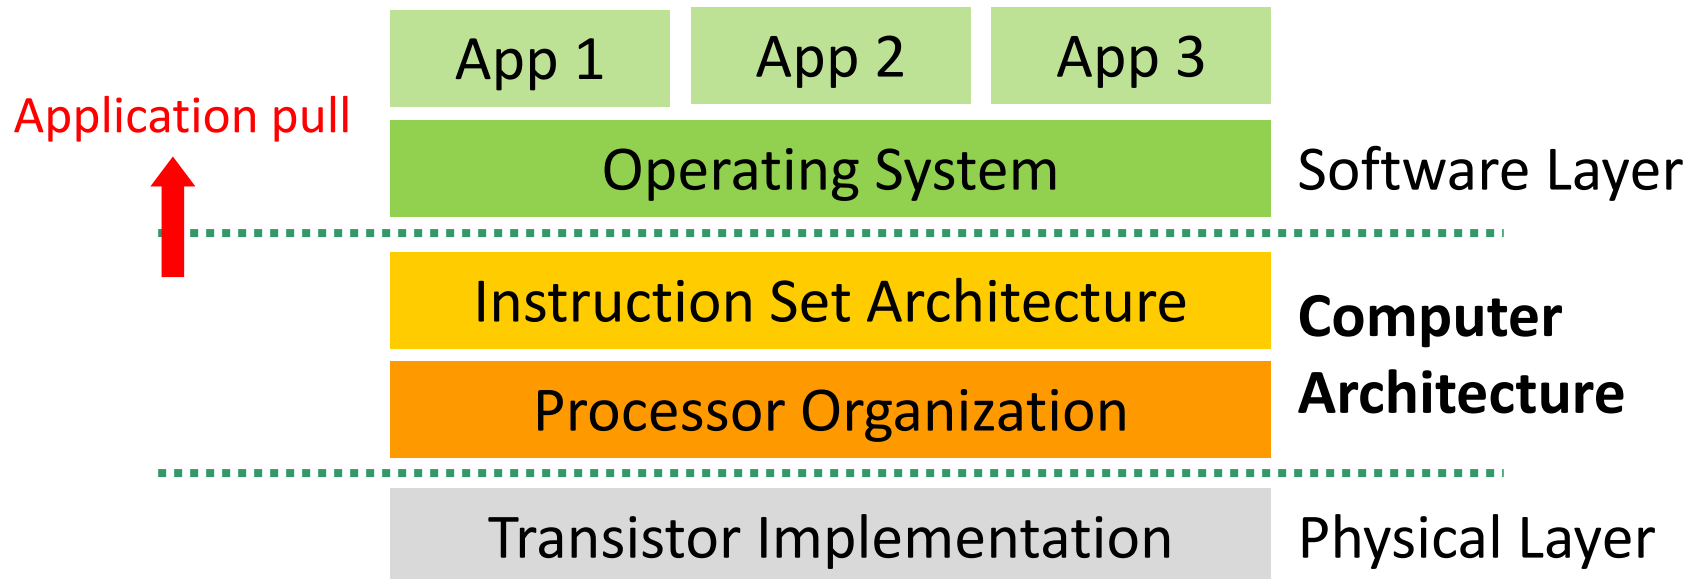 App 1
App 2
App 3
Application pull
Operating System
Software Layer
Instruction Set Architecture
Computer
Architecture
Processor Organization
Transistor Implementation
Physical Layer